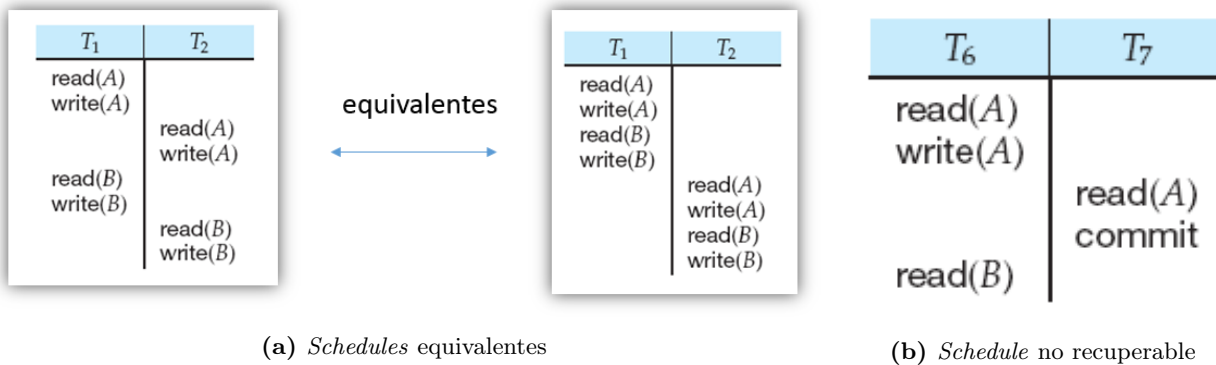 T₁ T₂
read(A)
write(A)
read(A)
write(A)
read(B)
write(B)
read(B)
write(B)
equivalentes
T₁ T₂
read(A)
write(A)
read(B)
write(B)
read(A)
write(A)
read(B)
write(B)
(a) Schedules equivalentes
T₆ T₇
read(A)
write(A)
read(A)
commit
read(B)
(b) Schedule no recuperable